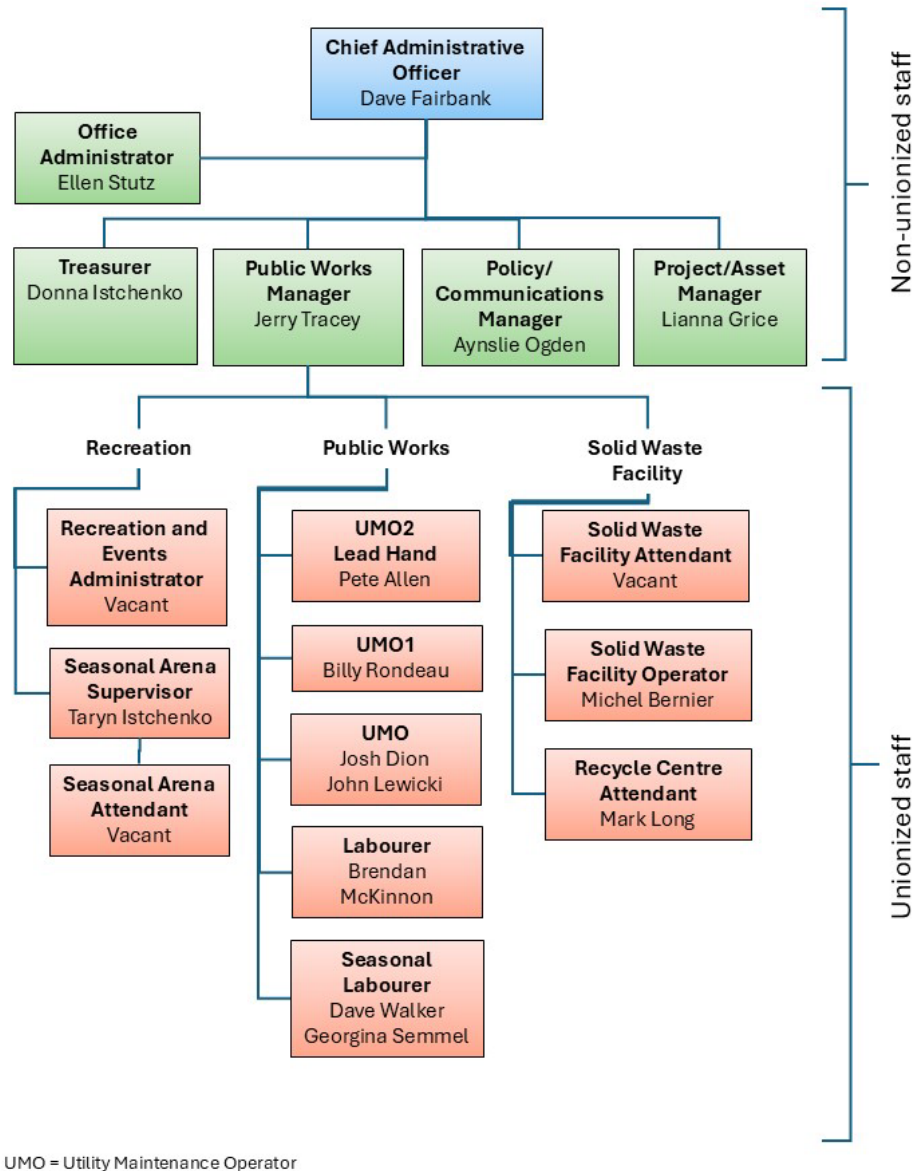 Chief Administrative
Officer
Dave Fairbank
Office
Administrator
Ellen Stutz
Non-unionized staff
Treasurer
Donna Istchenko
Public Works
Manager
Jerry Tracey
Policy/
Communications
Manager
Aynslie Ogden
Project/Asset
Manager
Lianna Grice
Recreation
Recreation and
Events
Administrator
Vacant
Seasonal Arena
Supervisor
Taryn Istchenko
Seasonal Arena
Attendant
Vacant
Public Works
UMO2
Lead Hand
Pete Allen
UMO1
Billy Rondeau
UMO
Josh Dion
John Lewicki
Labourer
Brendan
McKinnon
Seasonal
Labourer
Dave Walker
Georgina Semmel
Solid Waste
Facility
Solid Waste
Facility Attendant
Vacant
Solid Waste
Facility Operator
Michel Bernier
Recycle Centre
Attendant
Mark Long
Unionized staff
UMO = Utility Maintenance Operator